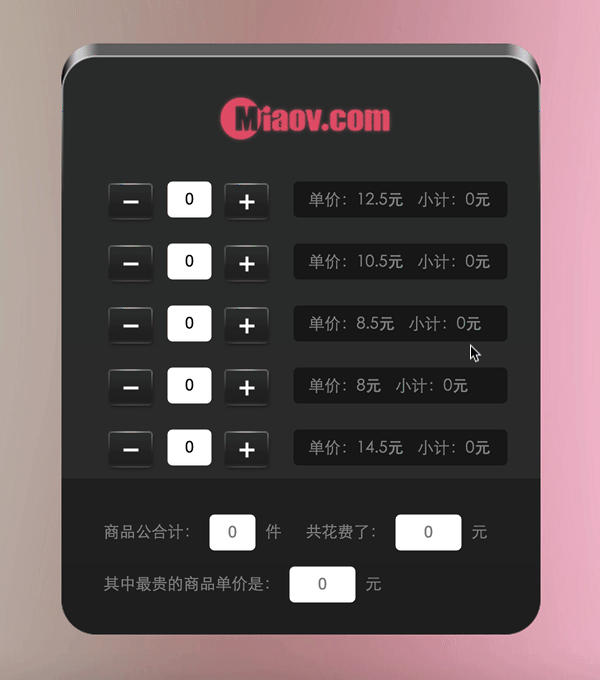 Miaov.com
− 0 + 单价：12.5元 小计：0元
− 0 + 单价：10.5元 小计：0元
− 0 + 单价：8.5元 小计：0元
− 0 + 单价：8元 小计：0元
− 0 + 单价：14.5元 小计：0元
商品公合计： 0 件 共花费了： 0 元
其中最贵的商品单价是： 0 元